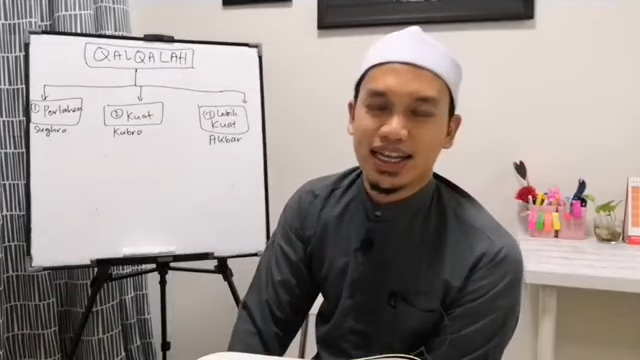 QALQALAH
① Perlahan
Sughro
② Kuat
Kubro
③ Lebih
Kuat
Akbar